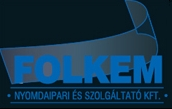 FOLKEM
• NYOMDAIPARI ÉS SZOLGÁLTATÓ KFT. •